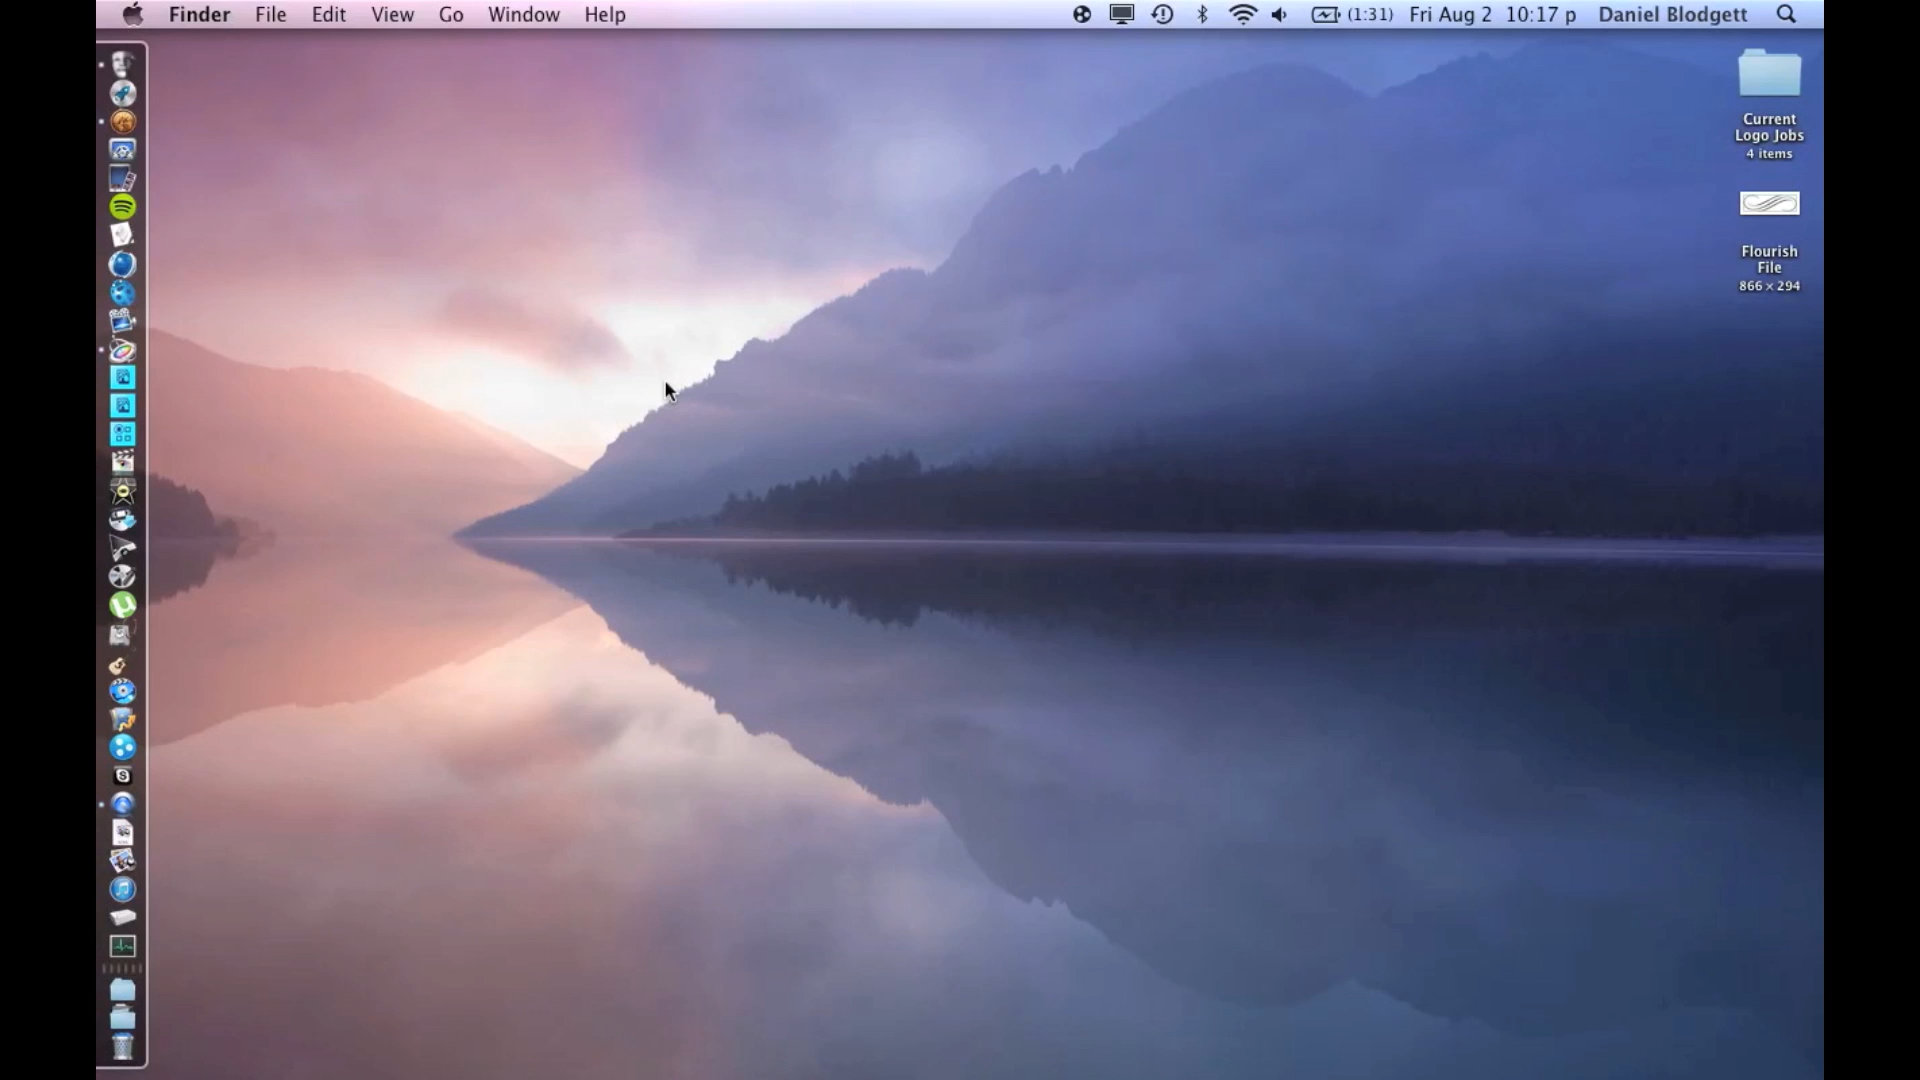 Finder File Edit View Go Window Help (1:31) Fri Aug 2 10:17 p Daniel Blodgett
Current
Logo Jobs
4 items
Flourish
File
866 × 294